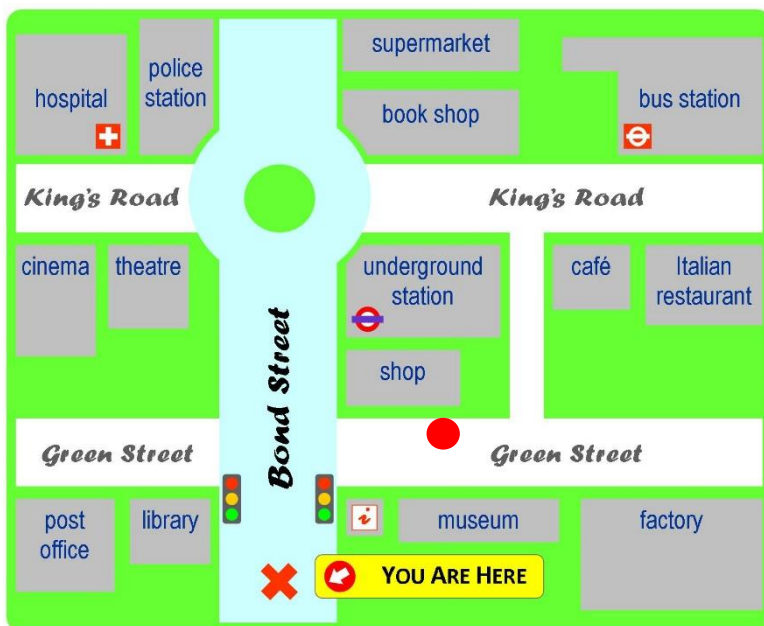 supermarket
police
station
hospital
book shop
bus station
King's Road
King's Road
cinema
theatre
underground
station
café
Italian
restaurant
Bond Street
shop
Green Street
Green Street
post
office
library
i
museum
factory
YOU ARE HERE